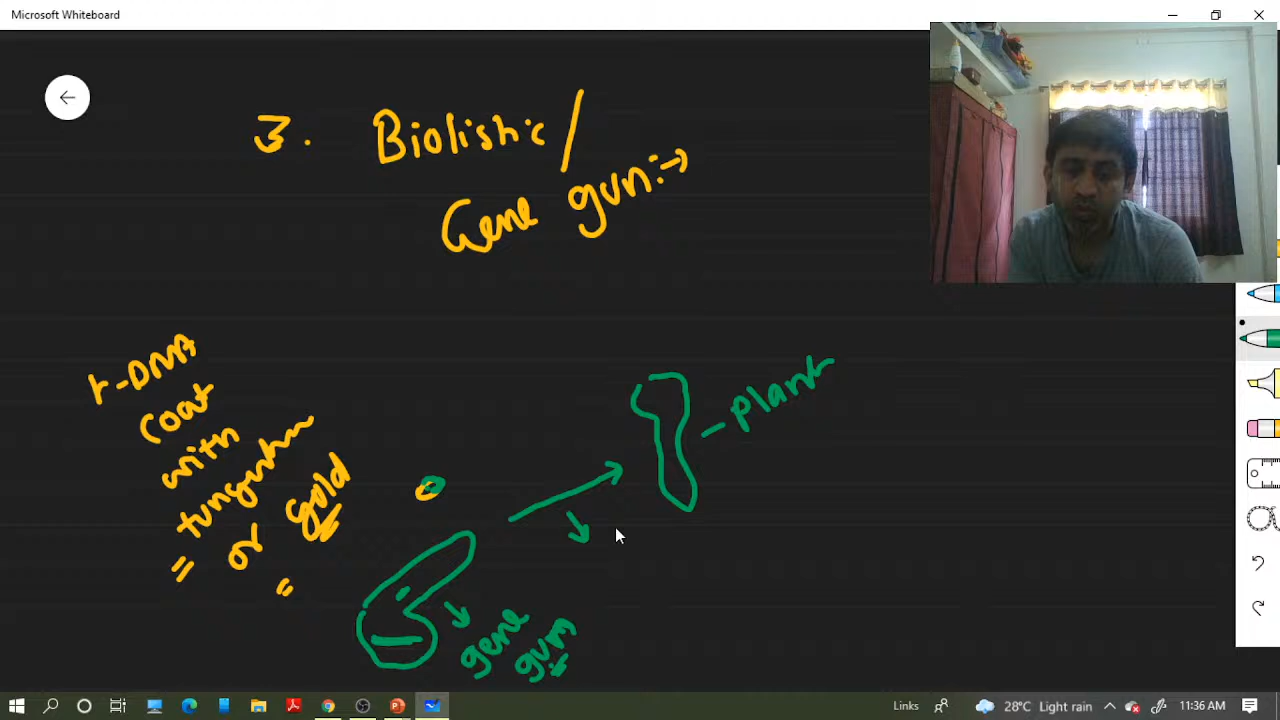 Microsoft Whiteboard
3. Biolistic /
Gene gun:→
r-DNA
coat
with
tungsten
or gold
plant
gene
gun
Links
28°C Light rain
11:36 AM